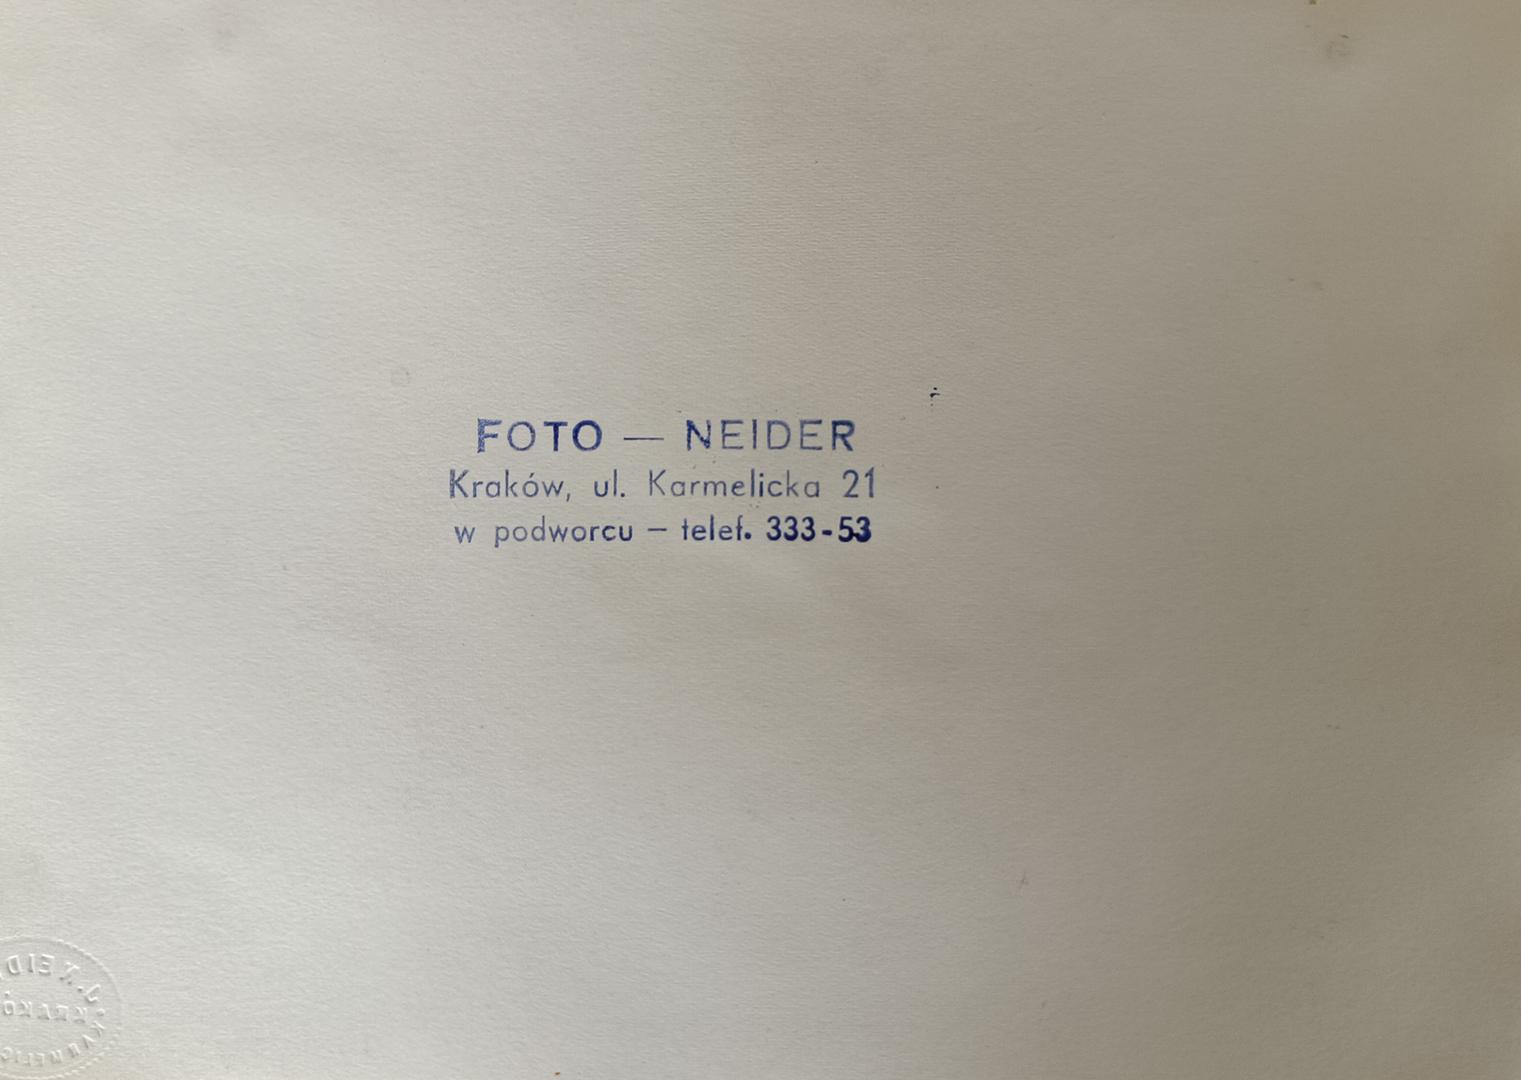 FOTO — NEIDER
Kraków, ul. Karmelicka 21
w podworcu — telef. 333-53